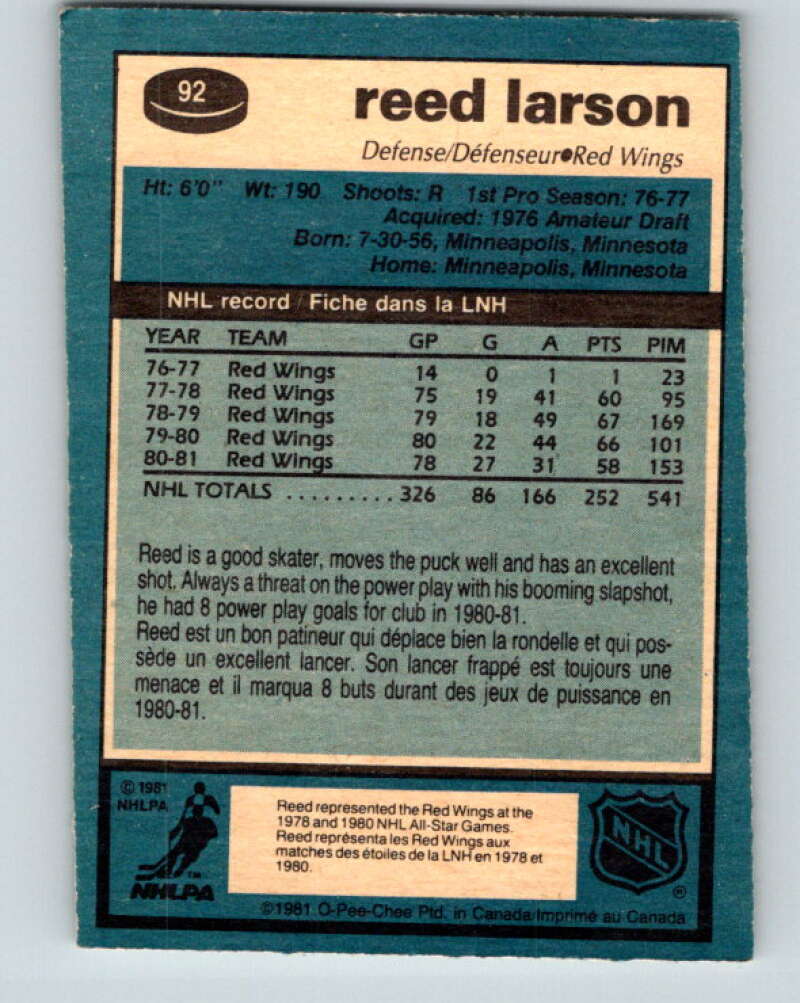 92
reed larson
Defense/Défenseur●Red Wings
Ht: 6'0" Wt: 190 Shoots: R 1st Pro Season: 76-77
Acquired: 1976 Amateur Draft
Born: 7-30-56, Minneapolis, Minnesota
Home: Minneapolis, Minnesota
NHL record / Fiche dans la LNH
YEAR TEAM GP G A PTS PIM
76-77 Red Wings 14 0 1 1 23
77-78 Red Wings 75 19 41 60 95
78-79 Red Wings 79 18 49 67 169
79-80 Red Wings 80 22 44 66 101
80-81 Red Wings 78 27 31 58 153
NHL TOTALS .......... 326 86 166 252 541
Reed is a good skater, moves the puck well and has an excellent
shot. Always a threat on the power play with his booming slapshot,
he had 8 power play goals for club in 1980-81.
Reed est un bon patineur qui déplace bien la rondelle et qui pos-
sède un excellent lancer. Son lancer frappé est toujours une
menace et il marqua 8 buts durant des jeux de puissance en
1980-81.
© 1981
NHLPA
TM
NHLPA
Reed represented the Red Wings at the
1978 and 1980 NHL All-Star Games.
Reed représenta les Red Wings aux
matches des étoiles de la LNH en 1978 et
1980.
NHL
®
©1981 O-Pee-Chee Ptd. in Canada/Imprimé au Canada